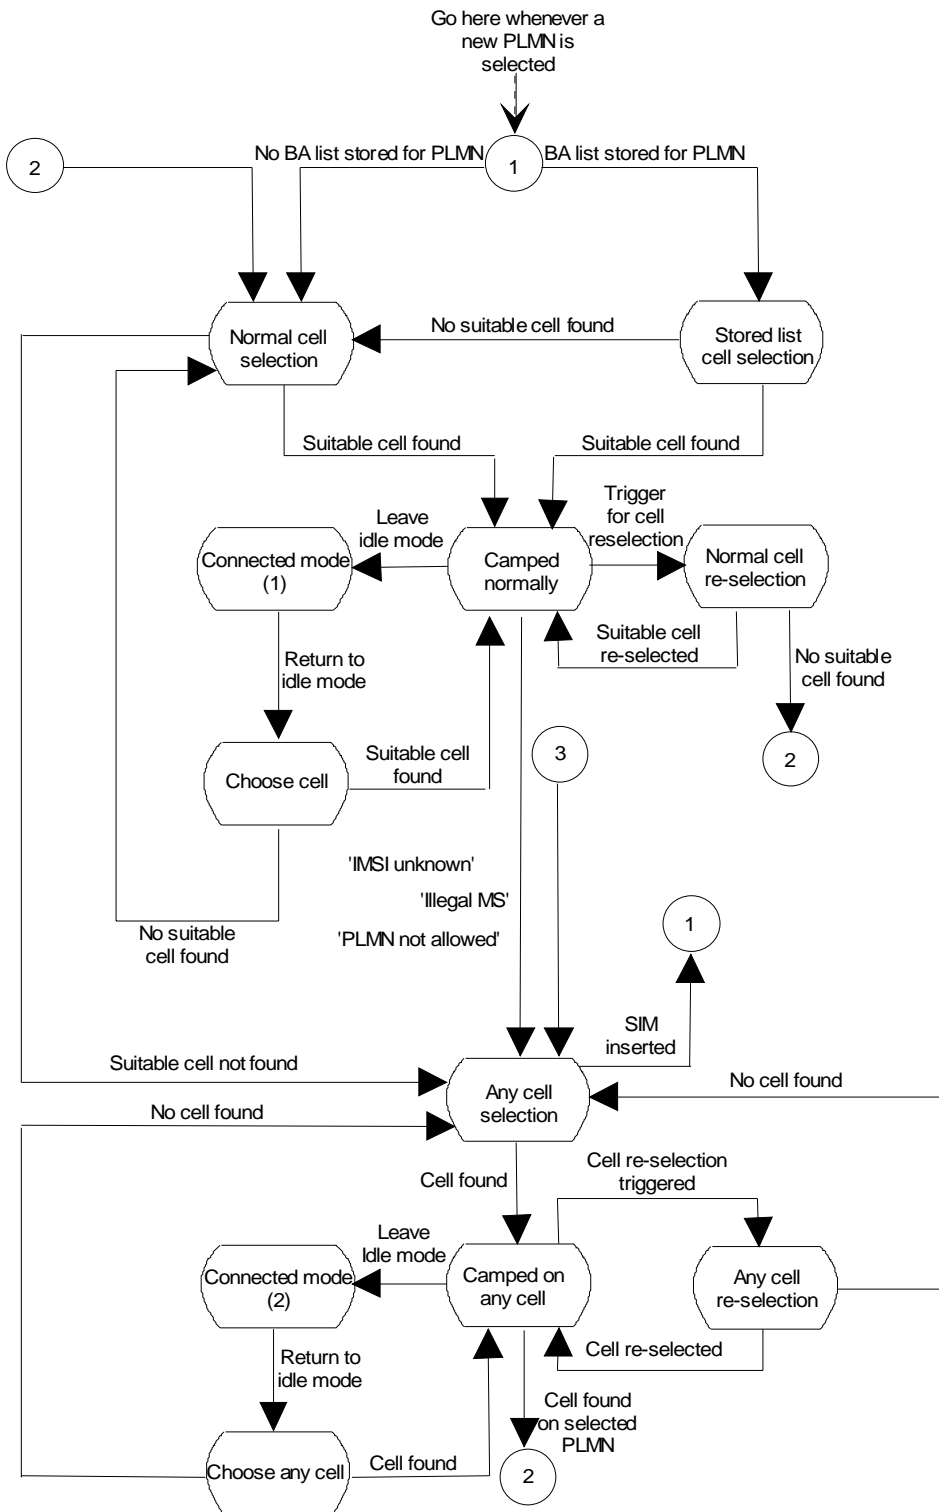 Go here whenever a
new PLMN is
selected
2
No BA list stored for PLMN
1
BA list stored for PLMN
Normal cell
selection
No suitable cell found
Stored list
cell selection
Suitable cell found
Suitable cell found
Connected mode
(1)
Leave
idle mode
Camped
normally
Trigger
for cell
reselection
Normal cell
re-selection
Suitable cell
re-selected
No suitable
cell found
Return to
idle mode
Choose cell
Suitable cell
found
3
2
'IMSI unknown'
'Illegal MS'
'PLMN not allowed'
No suitable
cell found
1
SIM
inserted
Suitable cell not found
Any cell
selection
No cell found
No cell found
Cell found
Cell re-selection
triggered
Leave
Idle mode
Connected mode
(2)
Camped on
any cell
Any cell
re-selection
Cell re-selected
Return to
idle mode
Cell found
on selected
PLMN
Choose any cell
Cell found
2